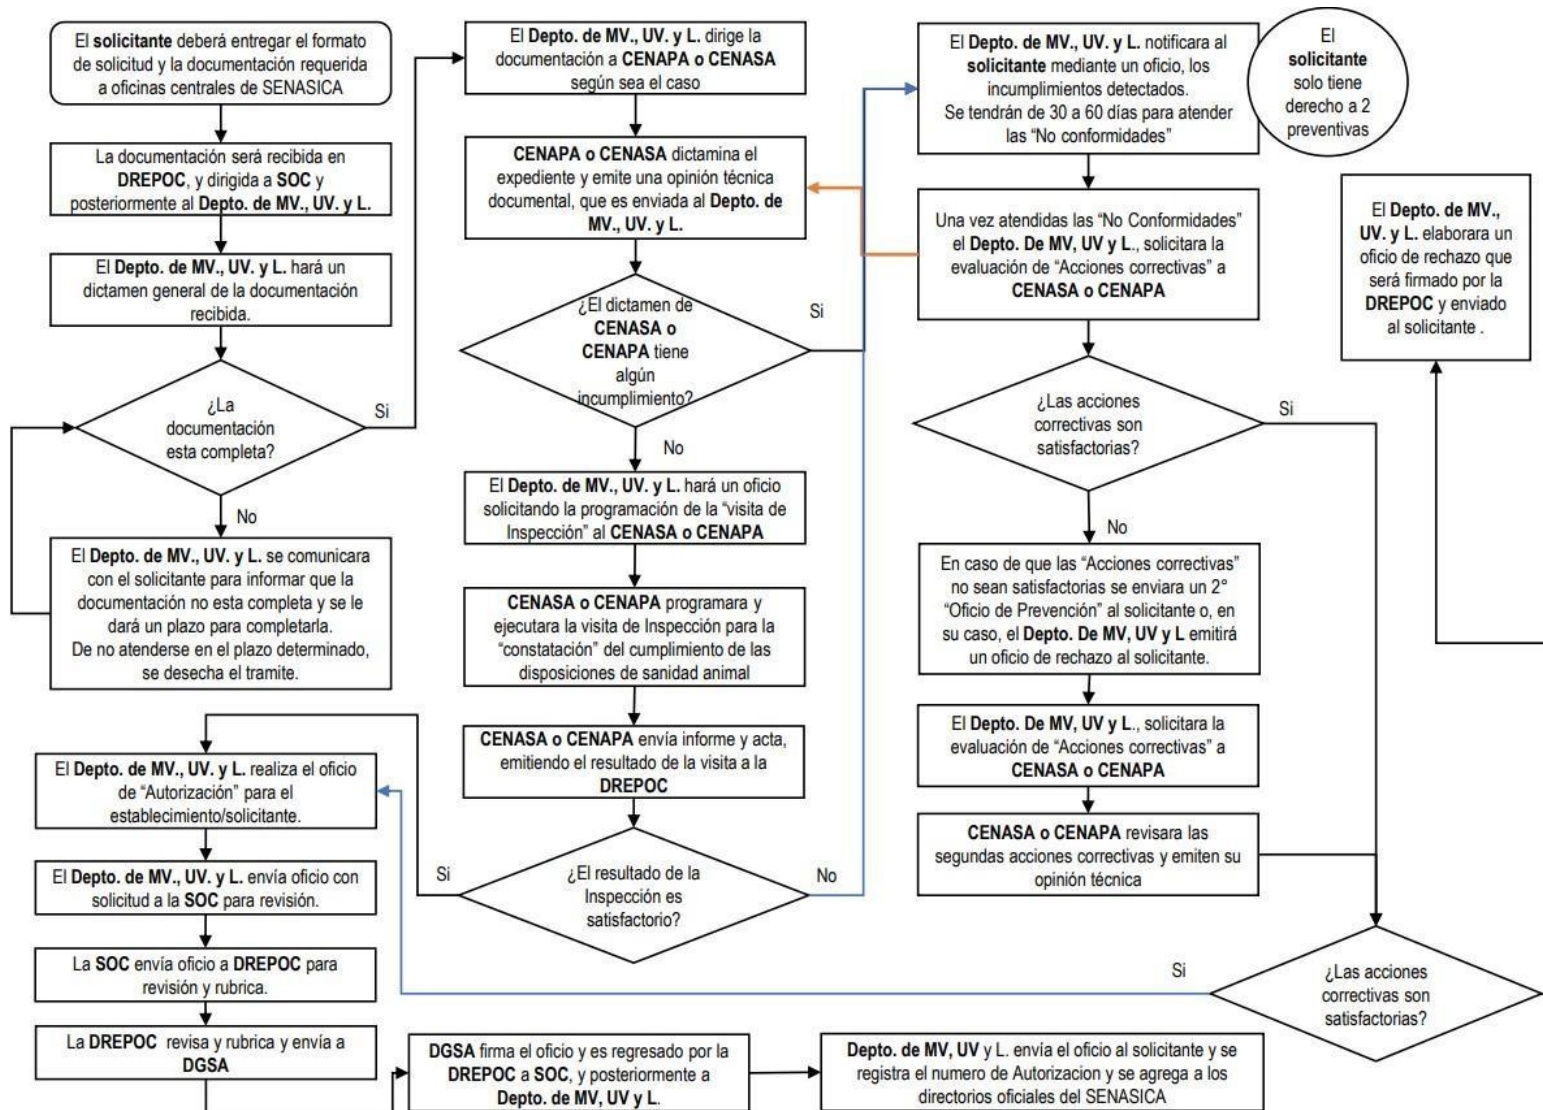 El solicitante deberá entregar el formato
de solicitud y la documentación requerida
a oficinas centrales de SENASICA
La documentación será recibida en
DREPOC, y dirigida a SOC y
posteriormente al Depto. de MV., UV. y L.
El Depto. de MV., UV. y L. hará un
dictamen general de la documentación
recibida.
¿La
documentación
esta completa?
Si
No
El Depto. de MV., UV. y L. se comunicara
con el solicitante para informar que la
documentación no esta completa y se le
dará un plazo para completarla.
De no atenderse en el plazo determinado,
se desecha el tramite.
El Depto. de MV., UV. y L. dirige la
documentación a CENAPA o CENASA
según sea el caso
CENAPA o CENASA dictamina el
expediente y emite una opinión técnica
documental, que es enviada al Depto. de
MV., UV. y L.
¿El dictamen de
CENASA o
CENAPA tiene
algún
incumplimiento?
Si
No
El Depto. de MV., UV. y L. hará un oficio
solicitando la programación de la “visita de
Inspección” al CENASA o CENAPA
CENASA o CENAPA programara y
ejecutara la visita de Inspección para la
“constatación” del cumplimiento de las
disposiciones de sanidad animal
CENASA o CENAPA envía informe y acta,
emitiendo el resultado de la visita a la
DREPOC
¿El resultado de la
Inspección es
satisfactorio?
Si
No
El Depto. de MV., UV. y L. notificara al
solicitante mediante un oficio, los
incumplimientos detectados.
Se tendrán de 30 a 60 días para atender
las “No conformidades”
El
solicitante
solo tiene
derecho a 2
preventivas
Una vez atendidas las “No Conformidades”
el Depto. De MV, UV y L., solicitara la
evaluación de “Acciones correctivas” a
CENASA o CENAPA
¿Las acciones
correctivas son
satisfactorias?
Si
No
En caso de que las “Acciones correctivas”
no sean satisfactorias se enviara un 2°
“Oficio de Prevención” al solicitante o, en
su caso, el Depto. De MV, UV y L emitirá
un oficio de rechazo al solicitante.
El Depto. De MV, UV y L., solicitara la
evaluación de “Acciones correctivas” a
CENASA o CENAPA
CENASA o CENAPA revisara las
segundas acciones correctivas y emiten su
opinión técnica
¿Las acciones
correctivas son
satisfactorias?
Si
El Depto. de MV.,
UV. y L. elaborara un
oficio de rechazo que
será firmado por la
DREPOC y enviado
al solicitante .
El Depto. de MV., UV. y L. realiza el oficio
de “Autorización” para el
establecimiento/solicitante.
El Depto. de MV., UV. y L. envía oficio con
solicitud a la SOC para revisión.
La SOC envía oficio a DREPOC para
revisión y rubrica.
La DREPOC revisa y rubrica y envía a
DGSA
DGSA firma el oficio y es regresado por la
DREPOC a SOC, y posteriormente a
Depto. de MV, UV y L.
Depto. de MV, UV y L. envía el oficio al solicitante y se
registra el numero de Autorizacion y se agrega a los
directorios oficiales del SENASICA